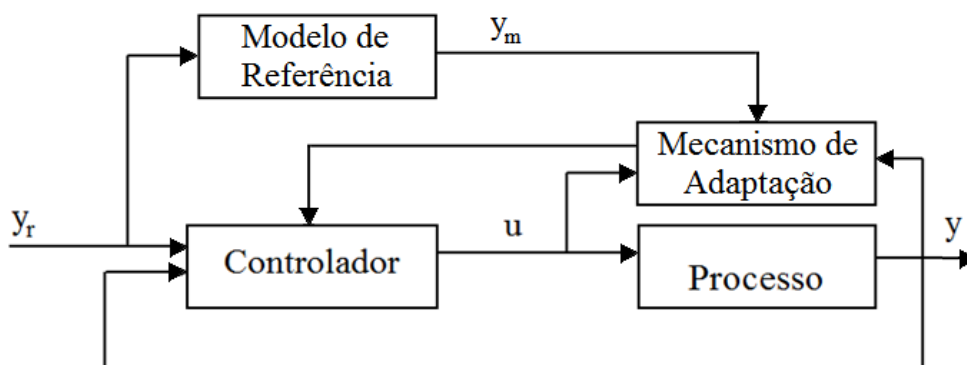 Modelo de
Referência
yₘ
Mecanismo de
Adaptação
yᵣ
Controlador
u
Processo
y